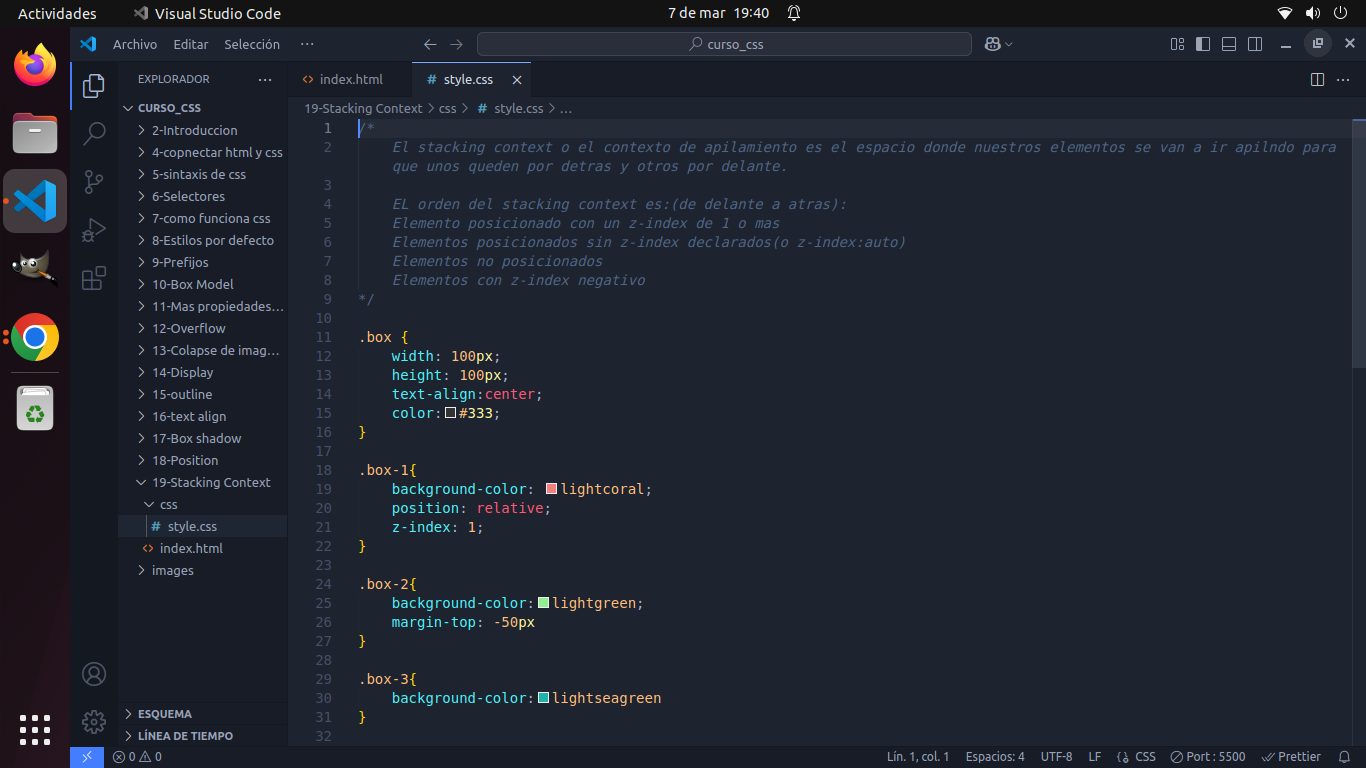 Actividades
Visual Studio Code
7 de mar 19:40
Archivo Editar Selección ···
curso_css
EXPLORADOR ···
CURSO_CSS
2-Introduccion
4-copnectar html y css
5-sintaxis de css
6-Selectores
7-como funciona css
8-Estilos por defecto
9-Prefijos
10-Box Model
11-Mas propiedades...
12-Overflow
13-Colapse de imag...
14-Display
15-outline
16-text align
17-Box shadow
18-Position
19-Stacking Context
css
# style.css
<> index.html
images
ESQUEMA
LÍNEA DE TIEMPO
<> index.html
# style.css
19-Stacking Context > css > # style.css > ...
1 /*
2 El stacking context o el contexto de apilamiento es el espacio donde nuestros elementos se van a ir apilndo para
que unos queden por detras y otros por delante.
3
4 EL orden del stacking context es:(de delante a atras):
5 Elemento posicionado con un z-index de 1 o mas
6 Elementos posicionados sin z-index declarados(o z-index:auto)
7 Elementos no posicionados
8 Elementos con z-index negativo
9 */
10
11 .box {
12 width: 100px;
13 height: 100px;
14 text-align:center;
15 color:#333;
16 }
17
18 .box-1{
19 background-color: lightcoral;
20 position: relative;
21 z-index: 1;
22 }
23
24 .box-2{
25 background-color:lightgreen;
26 margin-top: -50px
27 }
28
29 .box-3{
30 background-color:lightseagreen
31 }
32
0 0
Lín. 1, col. 1 Espacios: 4 UTF-8 LF {} CSS Port : 5500 Prettier